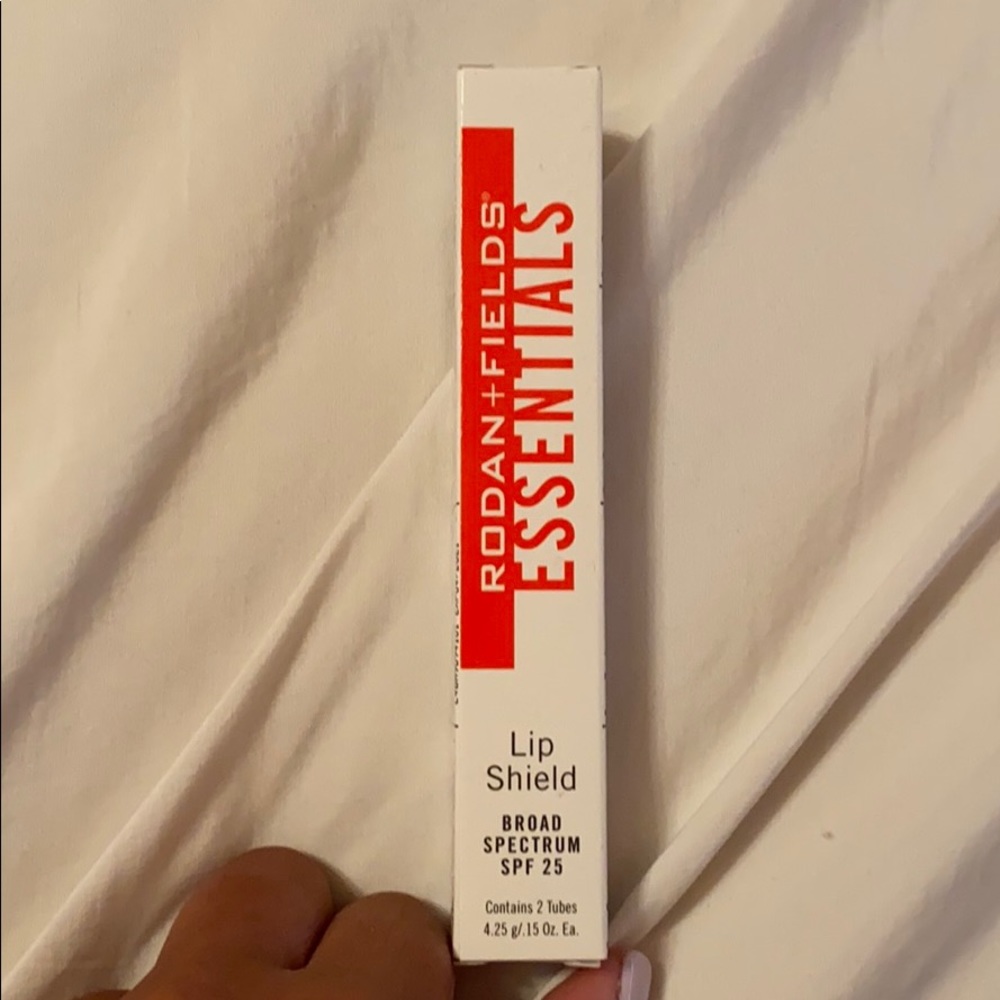 RODAN+FIELDS®
ESSENTIALS
Lip
Shield
BROAD
SPECTRUM
SPF 25
Contains 2 Tubes
4.25 g/.15 Oz. Ea.